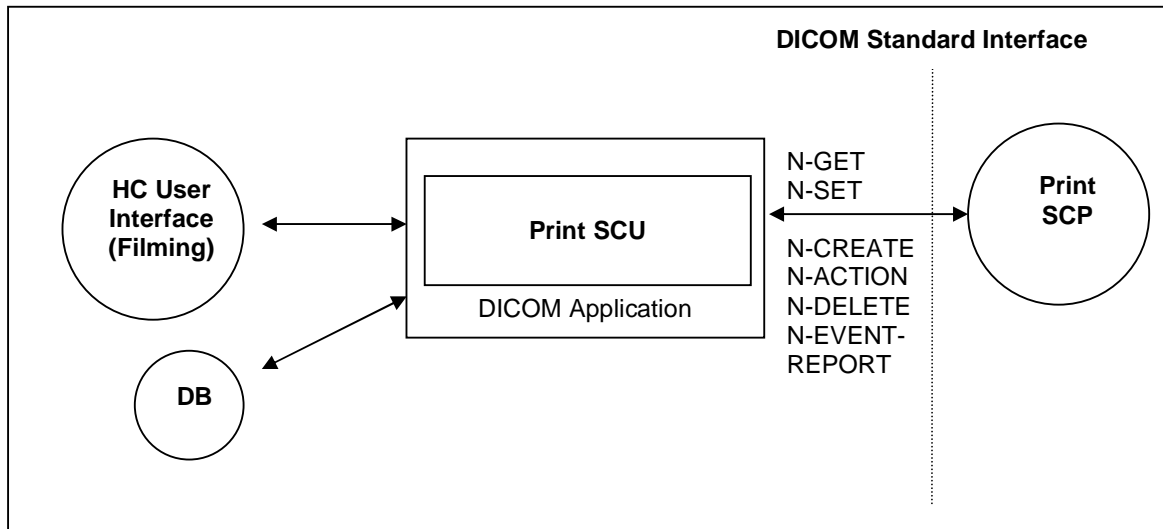 DICOM Standard Interface
HC User
Interface
(Filming)
DB
Print SCU
DICOM Application
N-GET
N-SET
N-CREATE
N-ACTION
N-DELETE
N-EVENT-
REPORT
Print
SCP